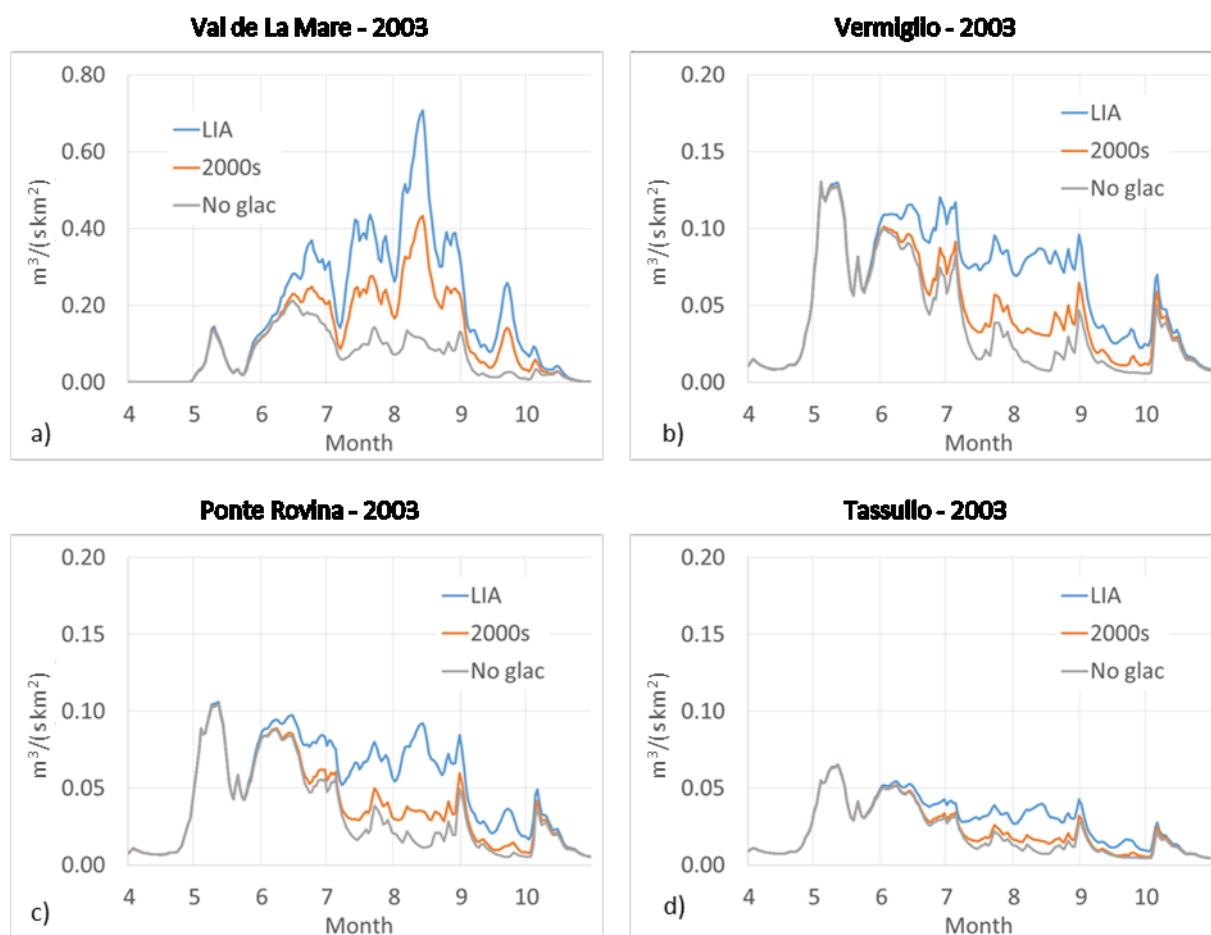 Val de La Mare - 2003
0.80
0.60
0.40
0.20
0.00
m³/(s km²)
LIA
2000s
No glac
4 5 6 7 8 9 10
Month
a)
Vermiglio - 2003
0.20
0.15
0.10
0.05
0.00
m³/(s km²)
LIA
2000s
No glac
4 5 6 7 8 9 10
Month
b)
Ponte Rovina - 2003
0.20
0.15
0.10
0.05
0.00
m³/(s km²)
LIA
2000s
No glac
4 5 6 7 8 9 10
Month
c)
Tassullo - 2003
0.20
0.15
0.10
0.05
0.00
m³/(s km²)
LIA
2000s
No glac
4 5 6 7 8 9 10
Month
d)